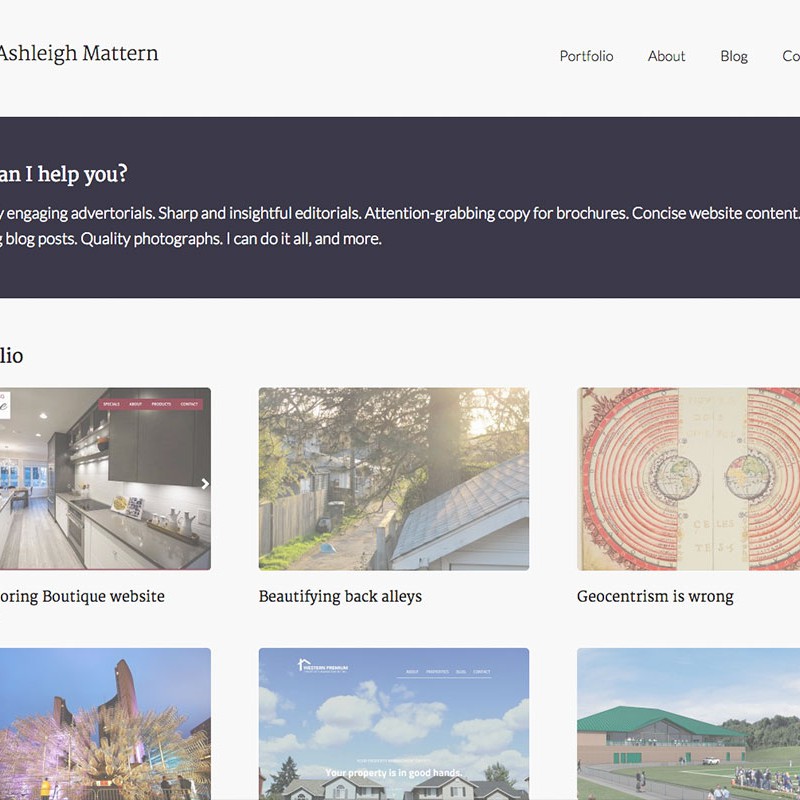 Ashleigh Mattern
Portfolio About Blog Co
an I help you?
y engaging advertorials. Sharp and insightful editorials. Attention-grabbing copy for brochures. Concise website content.
g blog posts. Quality photographs. I can do it all, and more.
lio
SPECIALS ABOUT PRODUCTS CONTACT
oring Boutique website
Beautifying back alleys
CELES
Geocentrism is wrong
WESTERN PREMIUM
ABOUT PROPERTIES BLOG CONTACT
Your property is in good hands.